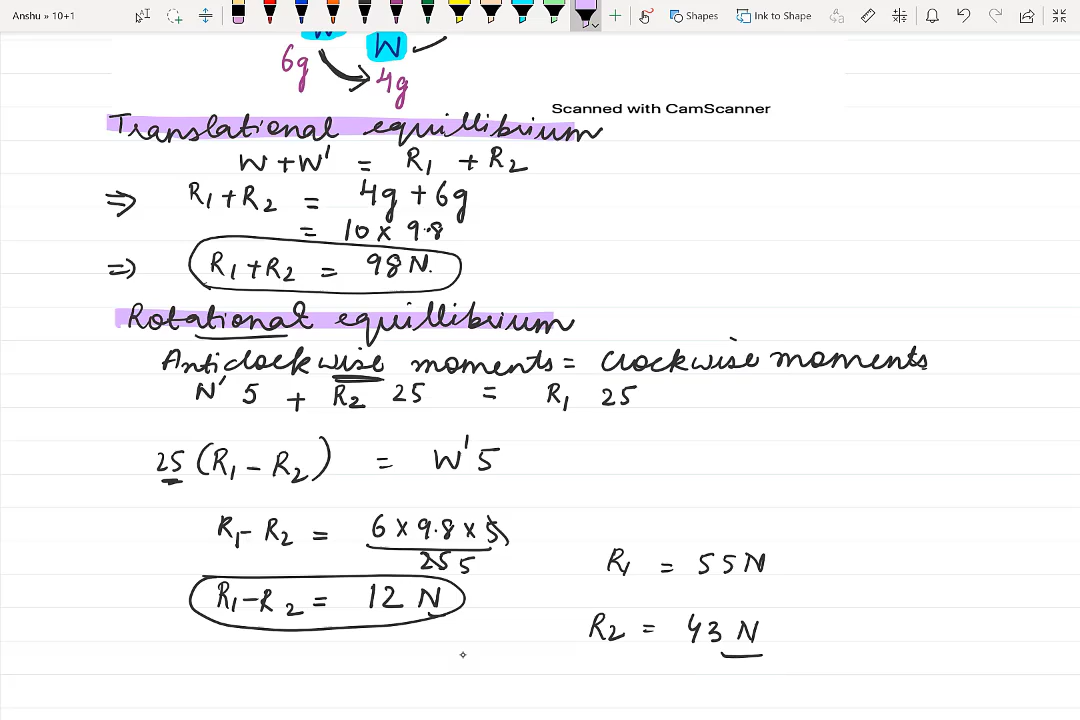 Anshu » 10+1
Shapes
Ink to Shape
W
W
6g
4g
Scanned with CamScanner
Translational equillibrium
W + W' = R1 + R2
⇒ R1 + R2 = 4g + 6g
= 10 × 9.8
⇒ R1 + R2 = 98 N.
Rotational equillibrium
Anticlockwise moments = Clockwise moments
W' 5 + R2 25 = R1 25
25 (R1 - R2) = W' 5
R1 - R2 = 6 × 9.8 × 5
25 5
R1 - R2 = 12 N
R1 = 55 N
R2 = 43 N